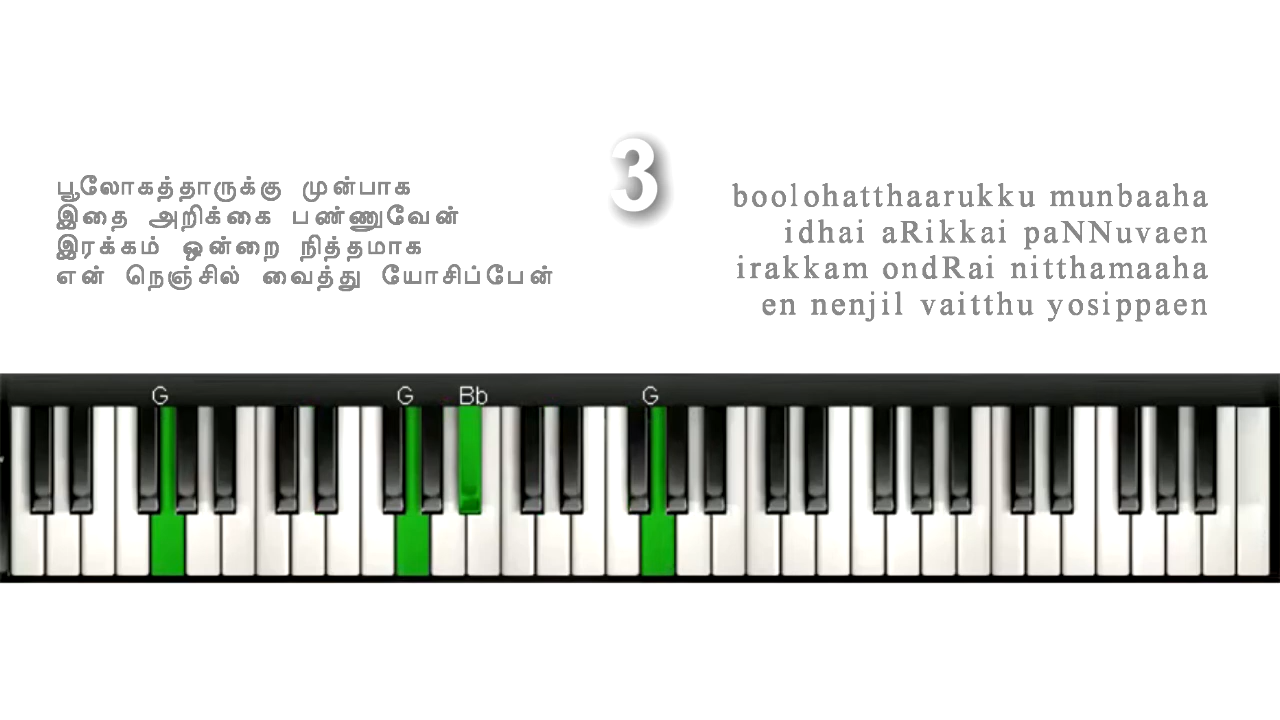 3
பூலோகத்தாருக்கு முன்பாக
இதை அறிக்கை பண்ணுவேன்
இரக்கம் ஒன்றை நித்தமாக
என் நெஞ்சில் வைத்து யோசிப்பேன்
boolohatthaarukku munbaaha
idhai aRikkai paNNuvaen
irakkam ondRai nitthamaaha
en nenjil vaitthu yosippaen
G G Bb G